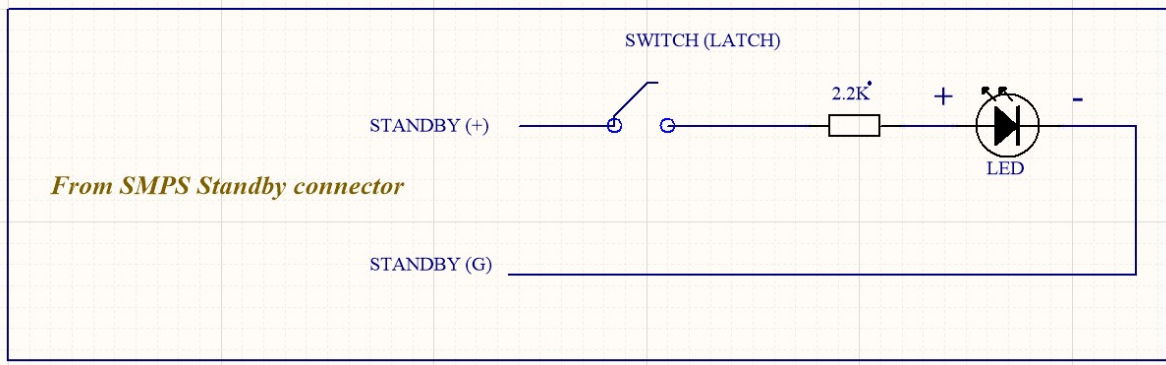 SWITCH (LATCH)
2.2K
+
-
STANDBY (+)
LED
From SMPS Standby connector
STANDBY (G)